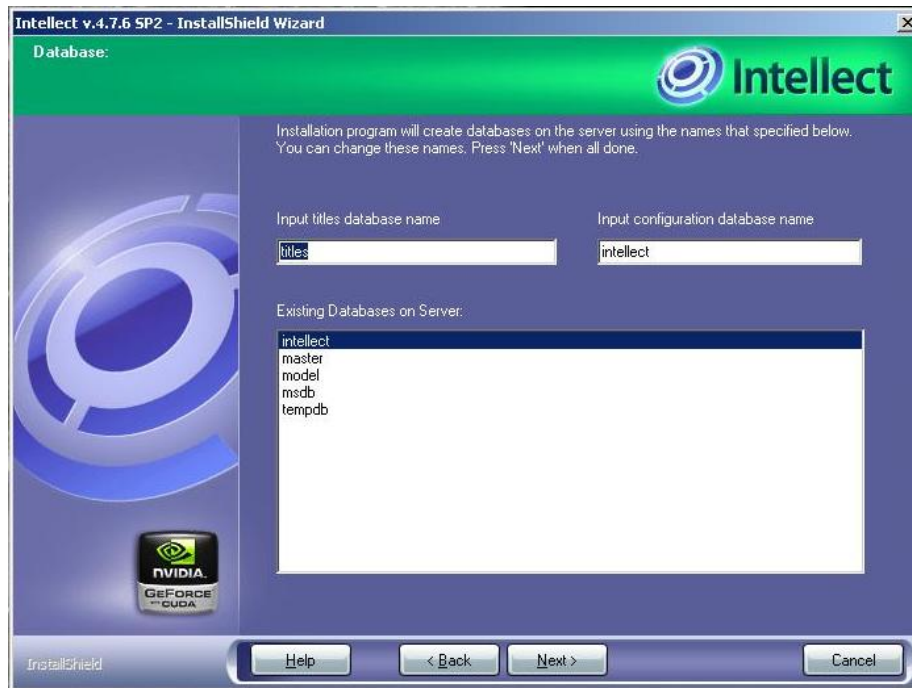 Intellect v.4.7.6 SP2 - InstallShield Wizard
Database:
Intellect
Installation program will create databases on the server using the names that specified below.
You can change these names. Press 'Next' when all done.
Input titles database name
Input configuration database name
titles
intellect
Existing Databases on Server:
intellect
master
model
msdb
tempdb
NVIDIA.
GEFORCE
WITH CUDA
InstallShield
Help
< Back
Next >
Cancel